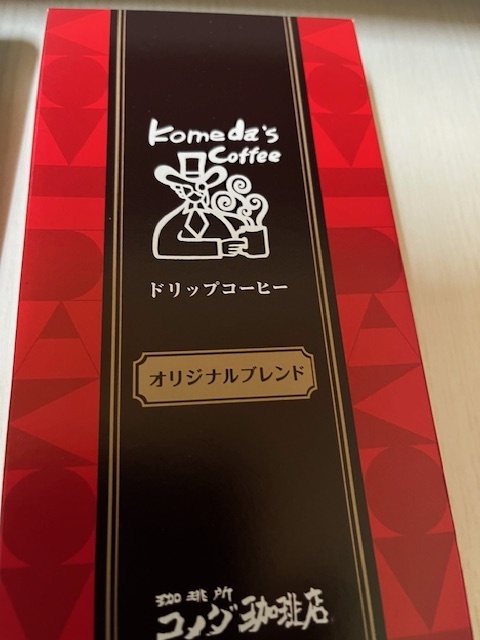 Komeda's
Coffee
ドリップコーヒー
オリジナルブレンド
珈琲所
コメダ珈琲店